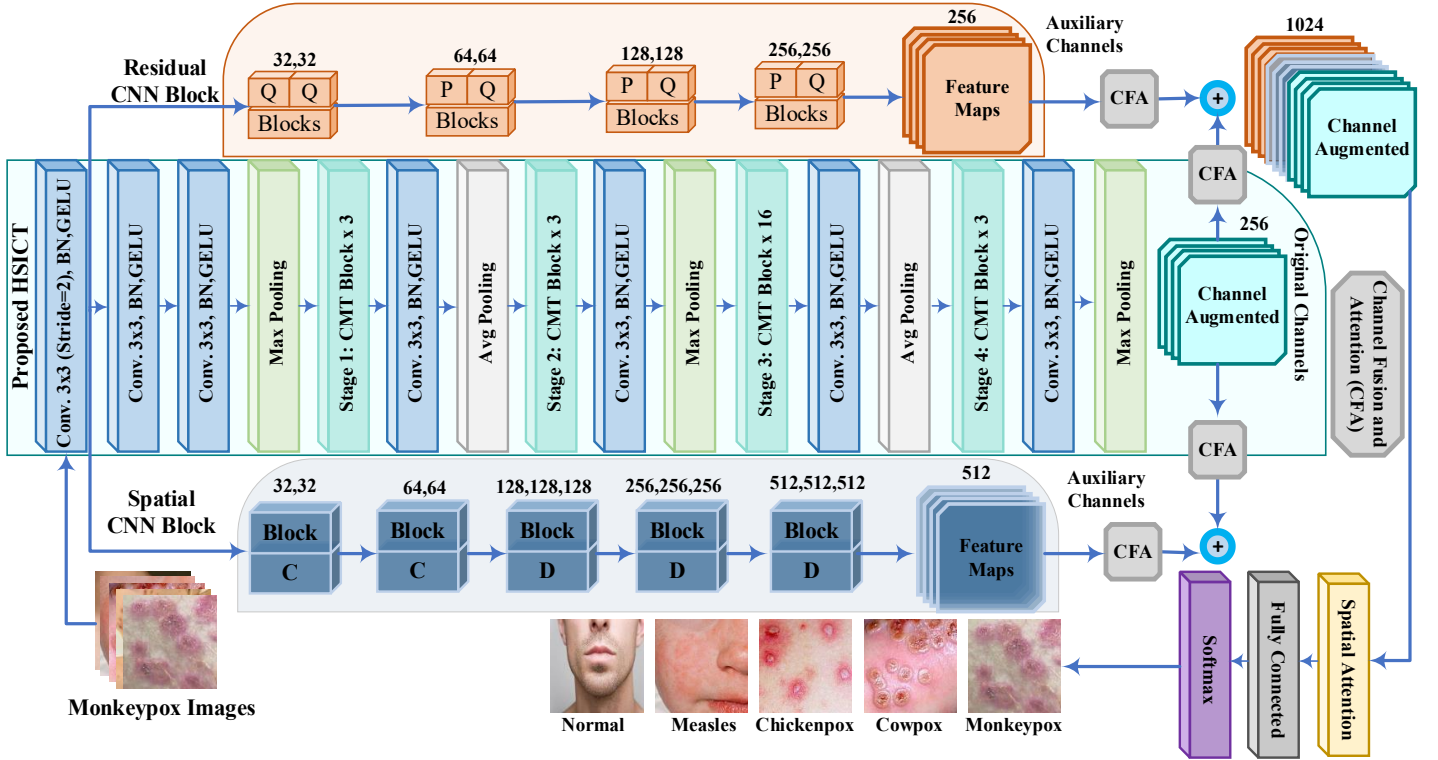 256
Auxiliary
Channels
1024
Residual
CNN Block
32,32
64,64
128,128
256,256
Q Q
Blocks
P Q
Blocks
P Q
Blocks
P Q
Blocks
Feature
Maps
CFA
+
Channel
Augmented
Proposed HSICT
Conv. 3x3 (Stride=2), BN,GELU
Conv. 3x3, BN,GELU
Conv. 3x3, BN,GELU
Max Pooling
Stage 1: CMT Block x 3
Conv. 3x3, BN,GELU
Avg Pooling
Stage 2: CMT Block x 3
Conv. 3x3, BN,GELU
Max Pooling
Stage 3: CMT Block x 16
Conv. 3x3, BN,GELU
Avg Pooling
Stage 4: CMT Block x 3
Conv. 3x3, BN,GELU
Max Pooling
CFA
256
Channel
Augmented
Original Channels
CFA
Channel Fusion and
Attention (CFA)
Spatial
CNN Block
32,32
64,64
128,128,128
256,256,256
512,512,512
512
Auxiliary
Channels
Block
C
Block
C
Block
D
Block
D
Block
D
Feature
Maps
CFA
+
Monkeypox Images
Normal
Measles
Chickenpox
Cowpox
Monkeypox
Softmax
Fully Connected
Spatial Attention